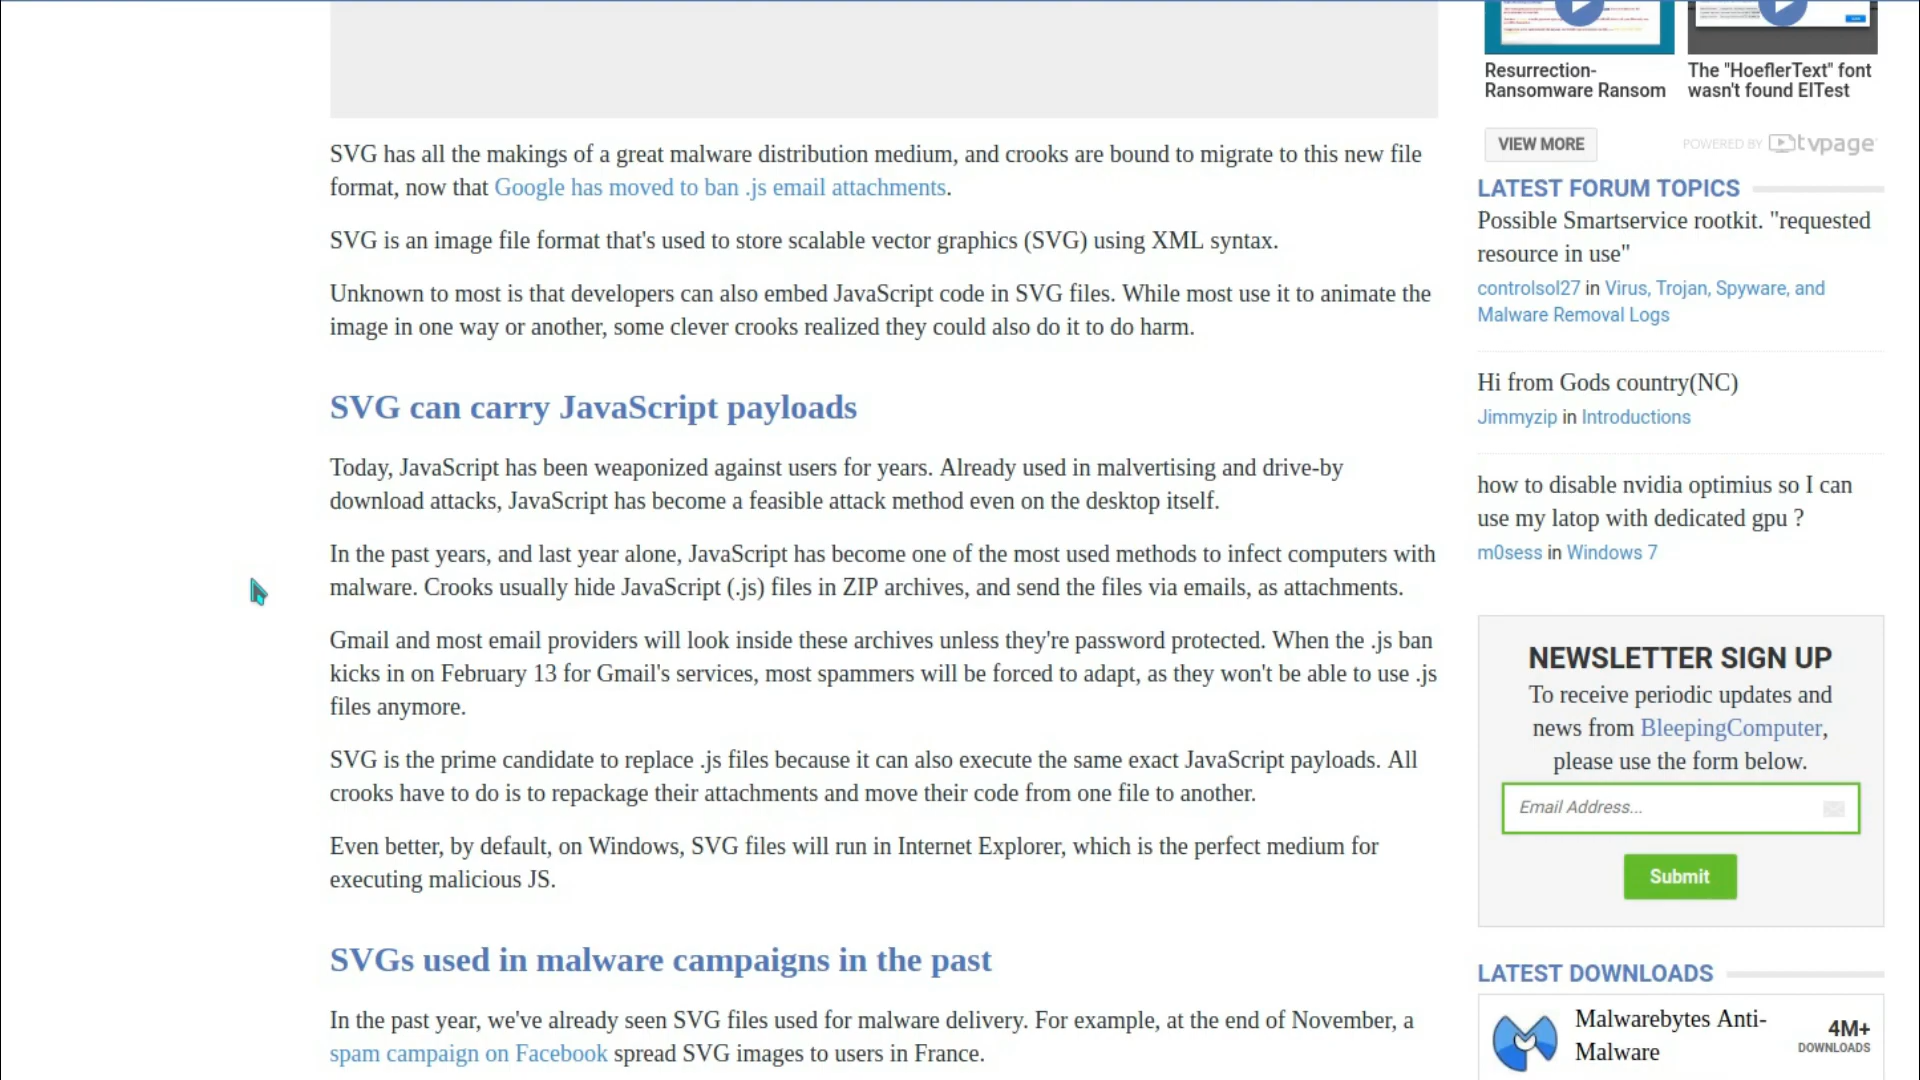 SVG has all the makings of a great malware distribution medium, and crooks are bound to migrate to this new file
format, now that Google has moved to ban .js email attachments.
SVG is an image file format that's used to store scalable vector graphics (SVG) using XML syntax.
Unknown to most is that developers can also embed JavaScript code in SVG files. While most use it to animate the
image in one way or another, some clever crooks realized they could also do it to do harm.
SVG can carry JavaScript payloads
Today, JavaScript has been weaponized against users for years. Already used in malvertising and drive-by
download attacks, JavaScript has become a feasible attack method even on the desktop itself.
In the past years, and last year alone, JavaScript has become one of the most used methods to infect computers with
malware. Crooks usually hide JavaScript (.js) files in ZIP archives, and send the files via emails, as attachments.
Gmail and most email providers will look inside these archives unless they're password protected. When the .js ban
kicks in on February 13 for Gmail's services, most spammers will be forced to adapt, as they won't be able to use .js
files anymore.
SVG is the prime candidate to replace .js files because it can also execute the same exact JavaScript payloads. All
crooks have to do is to repackage their attachments and move their code from one file to another.
Even better, by default, on Windows, SVG files will run in Internet Explorer, which is the perfect medium for
executing malicious JS.
SVGs used in malware campaigns in the past
In the past year, we've already seen SVG files used for malware delivery. For example, at the end of November, a
spam campaign on Facebook spread SVG images to users in France.
Resurrection-
Ransomware Ransom
The "HoeflerText" font
wasn't found EITest
VIEW MORE
POWERED BY tvpage
LATEST FORUM TOPICS
Possible Smartservice rootkit. "requested
resource in use"
controlsol27 in Virus, Trojan, Spyware, and
Malware Removal Logs
Hi from Gods country(NC)
Jimmyzip in Introductions
how to disable nvidia optimius so I can
use my latop with dedicated gpu ?
m0sess in Windows 7
NEWSLETTER SIGN UP
To receive periodic updates and
news from BleepingComputer,
please use the form below.
Email Address...
Submit
LATEST DOWNLOADS
Malwarebytes Anti-
Malware
4M+
DOWNLOADS